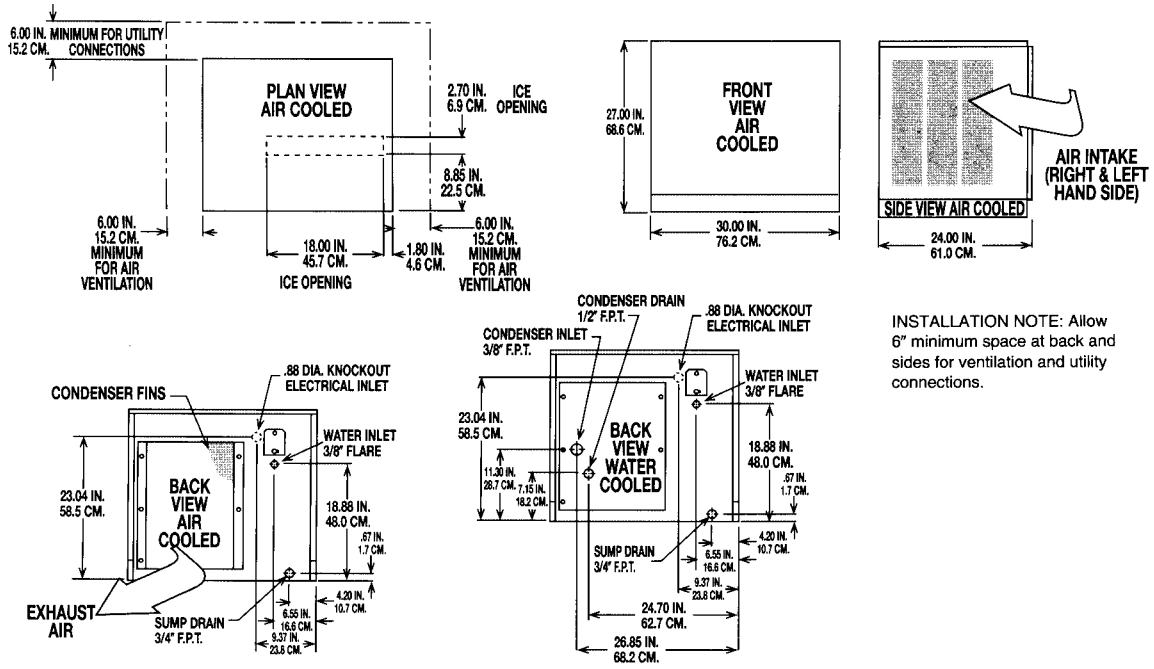 6.00 IN. MINIMUM FOR UTILITY
15.2 CM. CONNECTIONS
PLAN VIEW
AIR COOLED
2.70 IN. ICE
6.9 CM. OPENING
8.85 IN.
22.5 CM.
6.00 IN.
15.2 CM.
MINIMUM
FOR AIR
VENTILATION
18.00 IN.
45.7 CM.
ICE OPENING
1.80 IN.
4.6 CM.
6.00 IN.
15.2 CM.
MINIMUM
FOR AIR
VENTILATION
27.00 IN.
68.6 CM.
FRONT
VIEW
AIR
COOLED
30.00 IN.
76.2 CM.
SIDE VIEW AIR COOLED
24.00 IN.
61.0 CM.
AIR INTAKE
(RIGHT & LEFT
HAND SIDE)
INSTALLATION NOTE: Allow
6" minimum space at back and
sides for ventilation and utility
connections.
CONDENSER FINS
.88 DIA. KNOCKOUT
ELECTRICAL INLET
WATER INLET
3/8" FLARE
23.04 IN.
58.5 CM.
BACK
VIEW
AIR
COOLED
18.88 IN.
48.0 CM.
.67 IN.
1.7 CM.
EXHAUST
AIR
SUMP DRAIN
3/4" F.P.T.
6.55 IN.
16.6 CM.
9.37 IN.
23.8 CM.
4.20 IN.
10.7 CM.
CONDENSER DRAIN
1/2" F.P.T.
CONDENSER INLET
3/8" F.P.T.
.88 DIA. KNOCKOUT
ELECTRICAL INLET
WATER INLET
3/8" FLARE
23.04 IN.
58.5 CM.
11.30 IN.
28.7 CM.
7.15 IN.
18.2 CM.
BACK
VIEW
WATER
COOLED
18.88 IN.
48.0 CM.
.67 IN.
1.7 CM.
SUMP DRAIN
3/4" F.P.T.
4.20 IN.
10.7 CM.
6.55 IN.
16.6 CM.
9.37 IN.
23.8 CM.
24.70 IN.
62.7 CM.
26.85 IN.
68.2 CM.